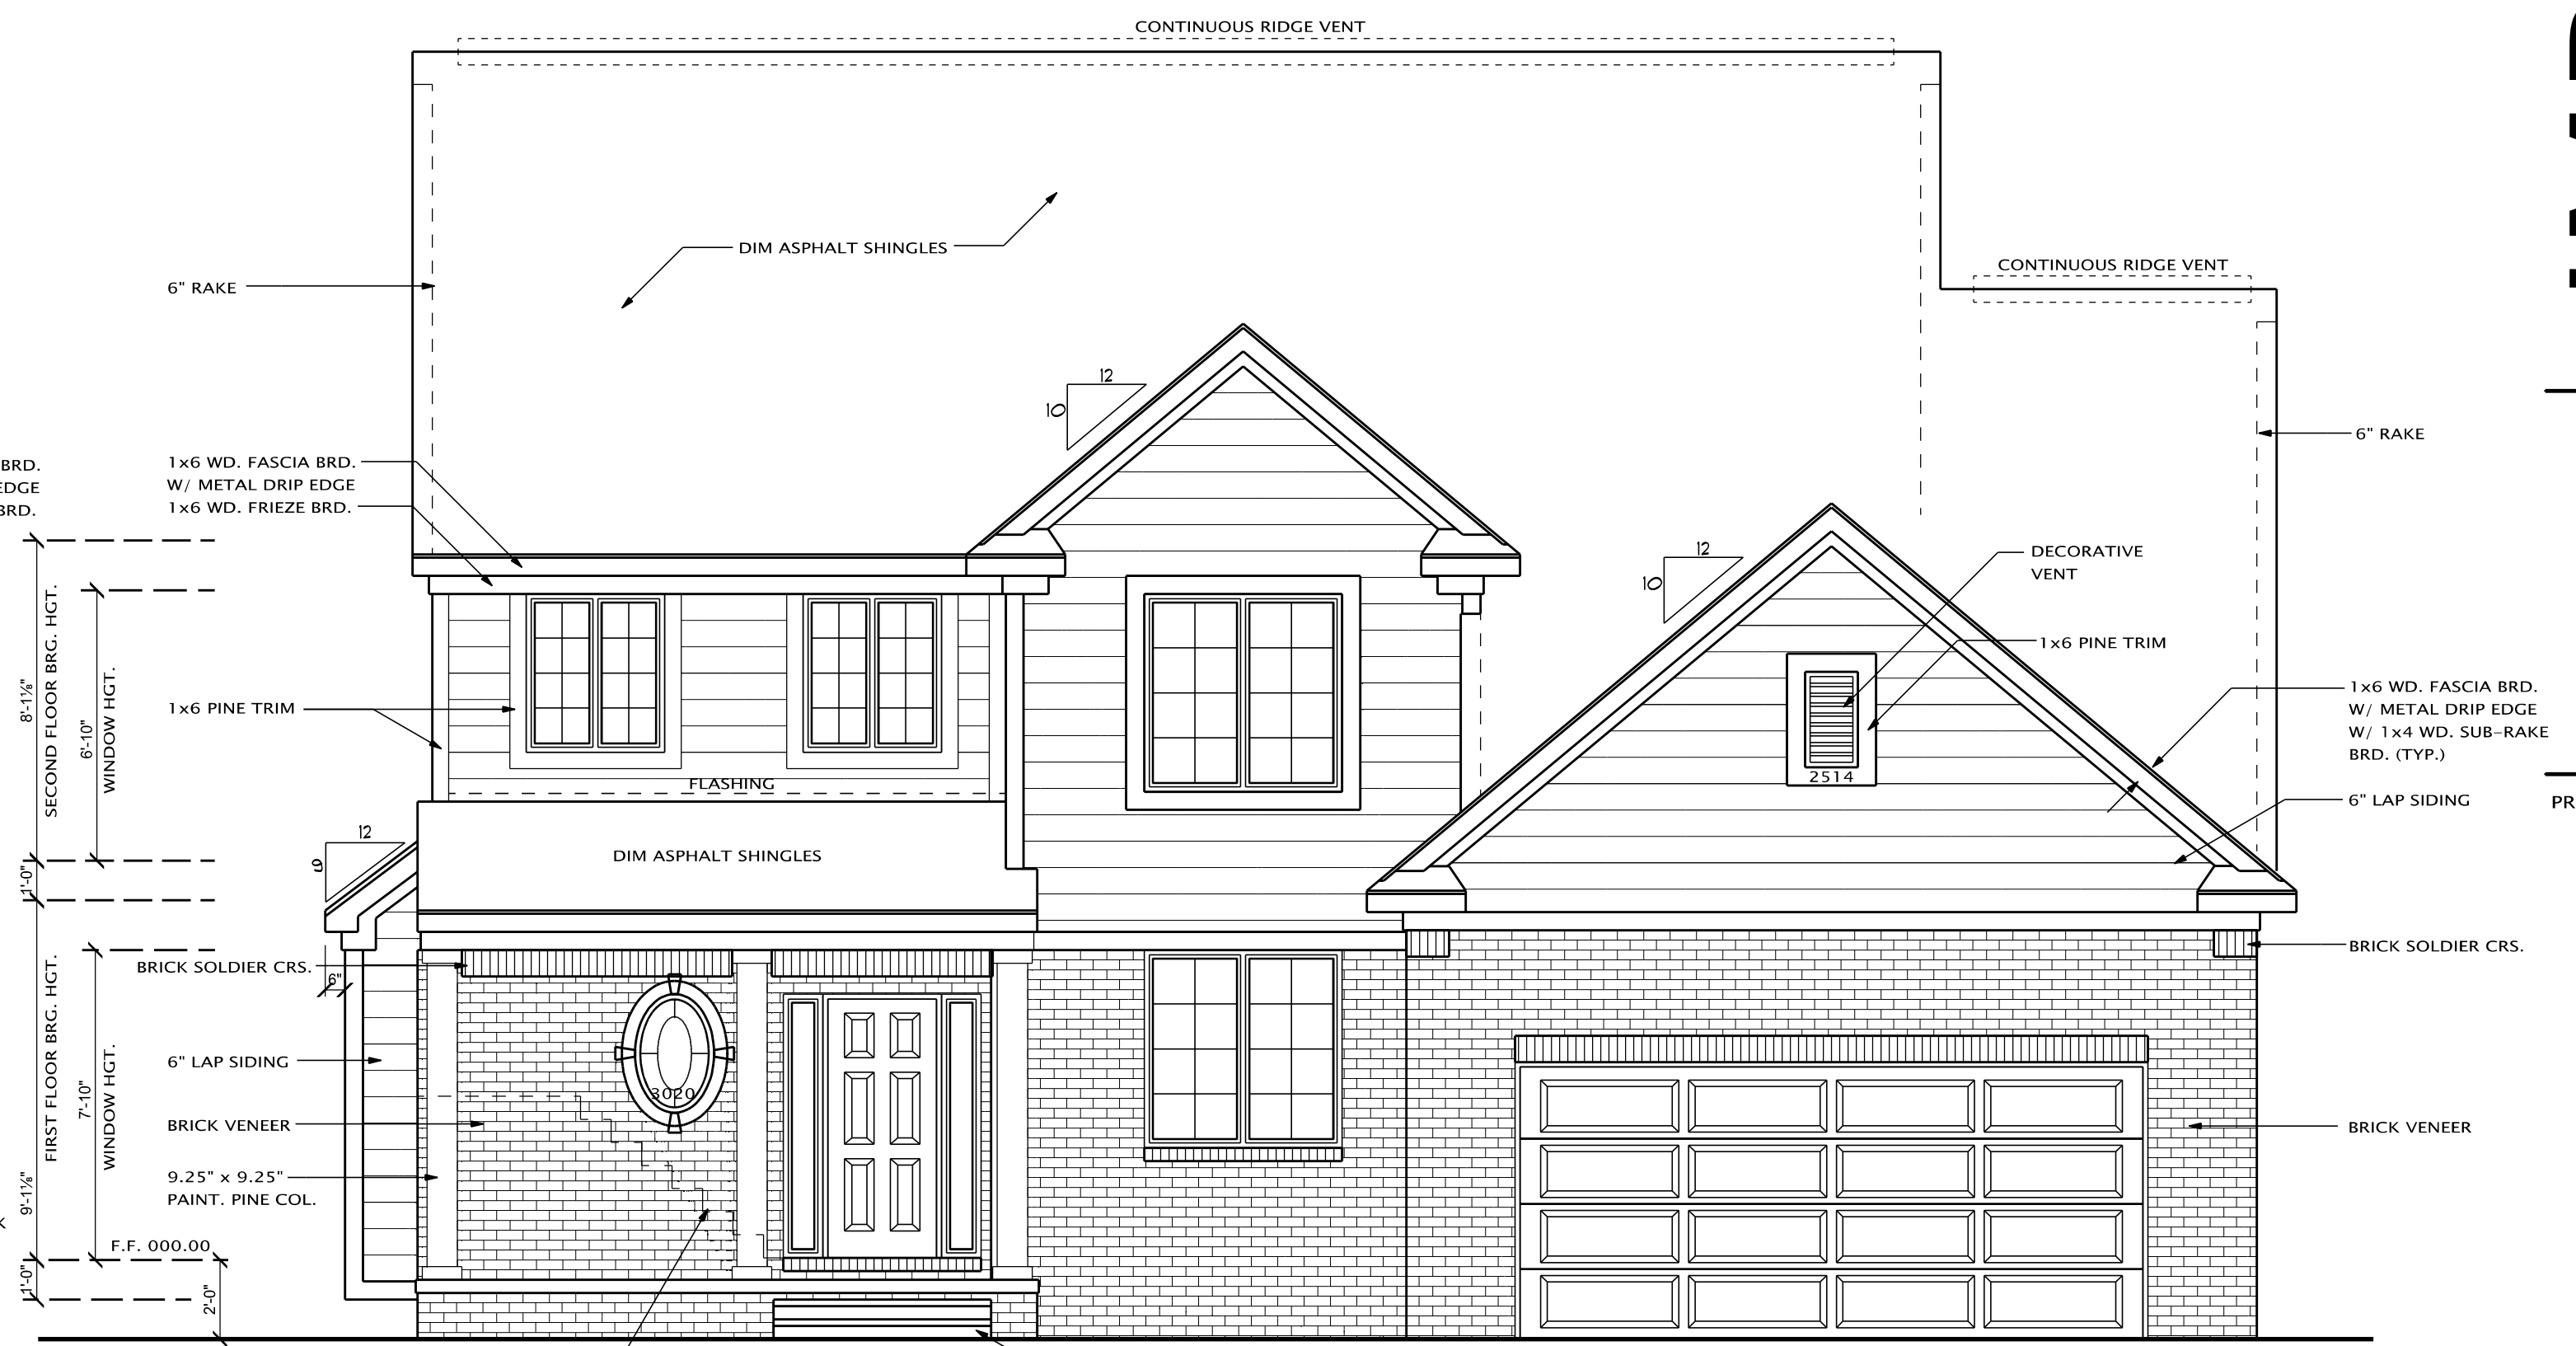 CONTINUOUS RIDGE VENT
DIM ASPHALT SHINGLES
CONTINUOUS RIDGE VENT
6" RAKE
12
10
6" RAKE
BRD.
EDGE
BRD.
1x6 WD. FASCIA BRD.
W/ METAL DRIP EDGE
1x6 WD. FRIEZE BRD.
12
10
DECORATIVE
VENT
1x6 PINE TRIM
8'-1⅛"
SECOND FLOOR BRG. HGT.
6'-10"
WINDOW HGT.
1x6 PINE TRIM
1x6 WD. FASCIA BRD.
W/ METAL DRIP EDGE
W/ 1x4 WD. SUB-RAKE
BRD. (TYP.)
2514
FLASHING
6" LAP SIDING
PR
12
9
DIM ASPHALT SHINGLES
1'-0"
BRICK SOLDIER CRS.
BRICK SOLDIER CRS.
6"
9'-1⅛"
FIRST FLOOR BRG. HGT.
7'-10"
WINDOW HGT.
6" LAP SIDING
3020
BRICK VENEER
BRICK VENEER
9.25" x 9.25"
PAINT. PINE COL.
F.F. 000.00
1'-0"
2'-0"